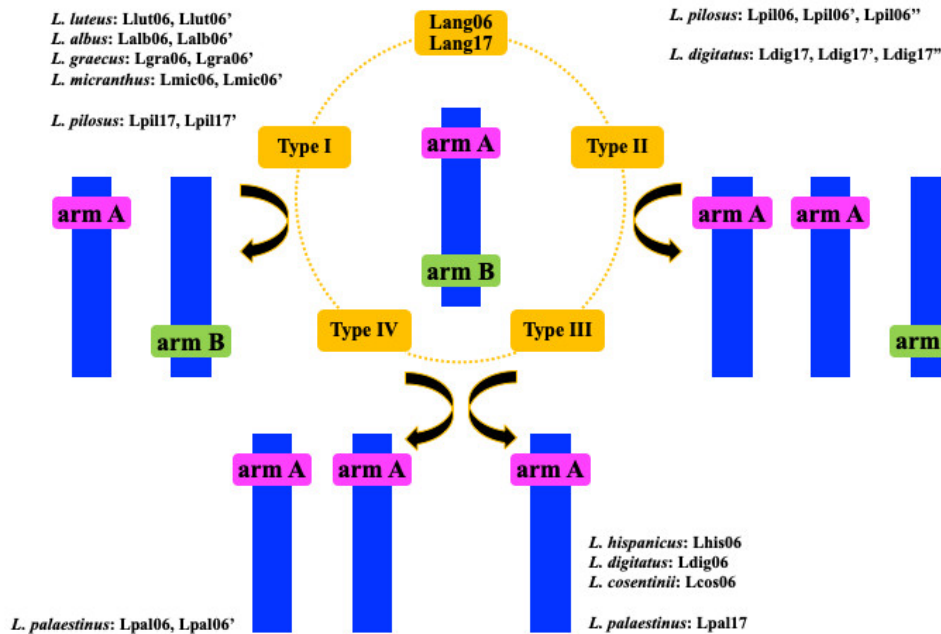 L. luteus: Llut06, Llut06’
L. albus: Lalb06, Lalb06’
L. graecus: Lgra06, Lgra06’
L. micranthus: Lmic06, Lmic06’
L. pilosus: Lpil17, Lpil17’
Lang06
Lang17
L. pilosus: Lpil06, Lpil06’, Lpil06’’
L. digitatus: Ldig17, Ldig17’, Ldig17’’
Type I
arm A
Type II
arm A
arm A
arm A
arm B
arm B
arm
Type IV
Type III
arm A
arm A
arm A
L. hispanicus: Lhis06
L. digitatus: Ldig06
L. cosentinii: Lcos06
L. palaestinus: Lpal06, Lpal06’
L. palaestinus: Lpal17